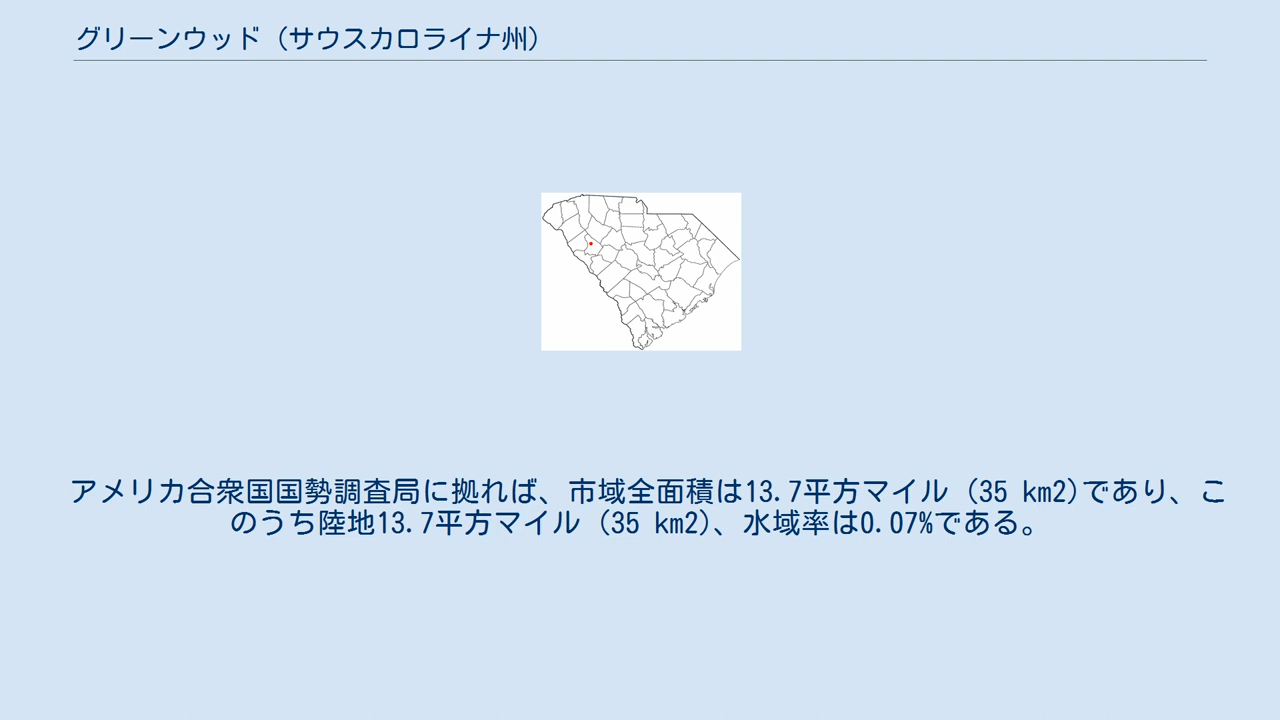 グリーンウッド (サウスカロライナ州)
アメリカ合衆国国勢調査局に拠れば、市域全面積は13.7平方マイル (35 km2)であり、こ
のうち陸地13.7平方マイル (35 km2)、水域率は0.07%である。